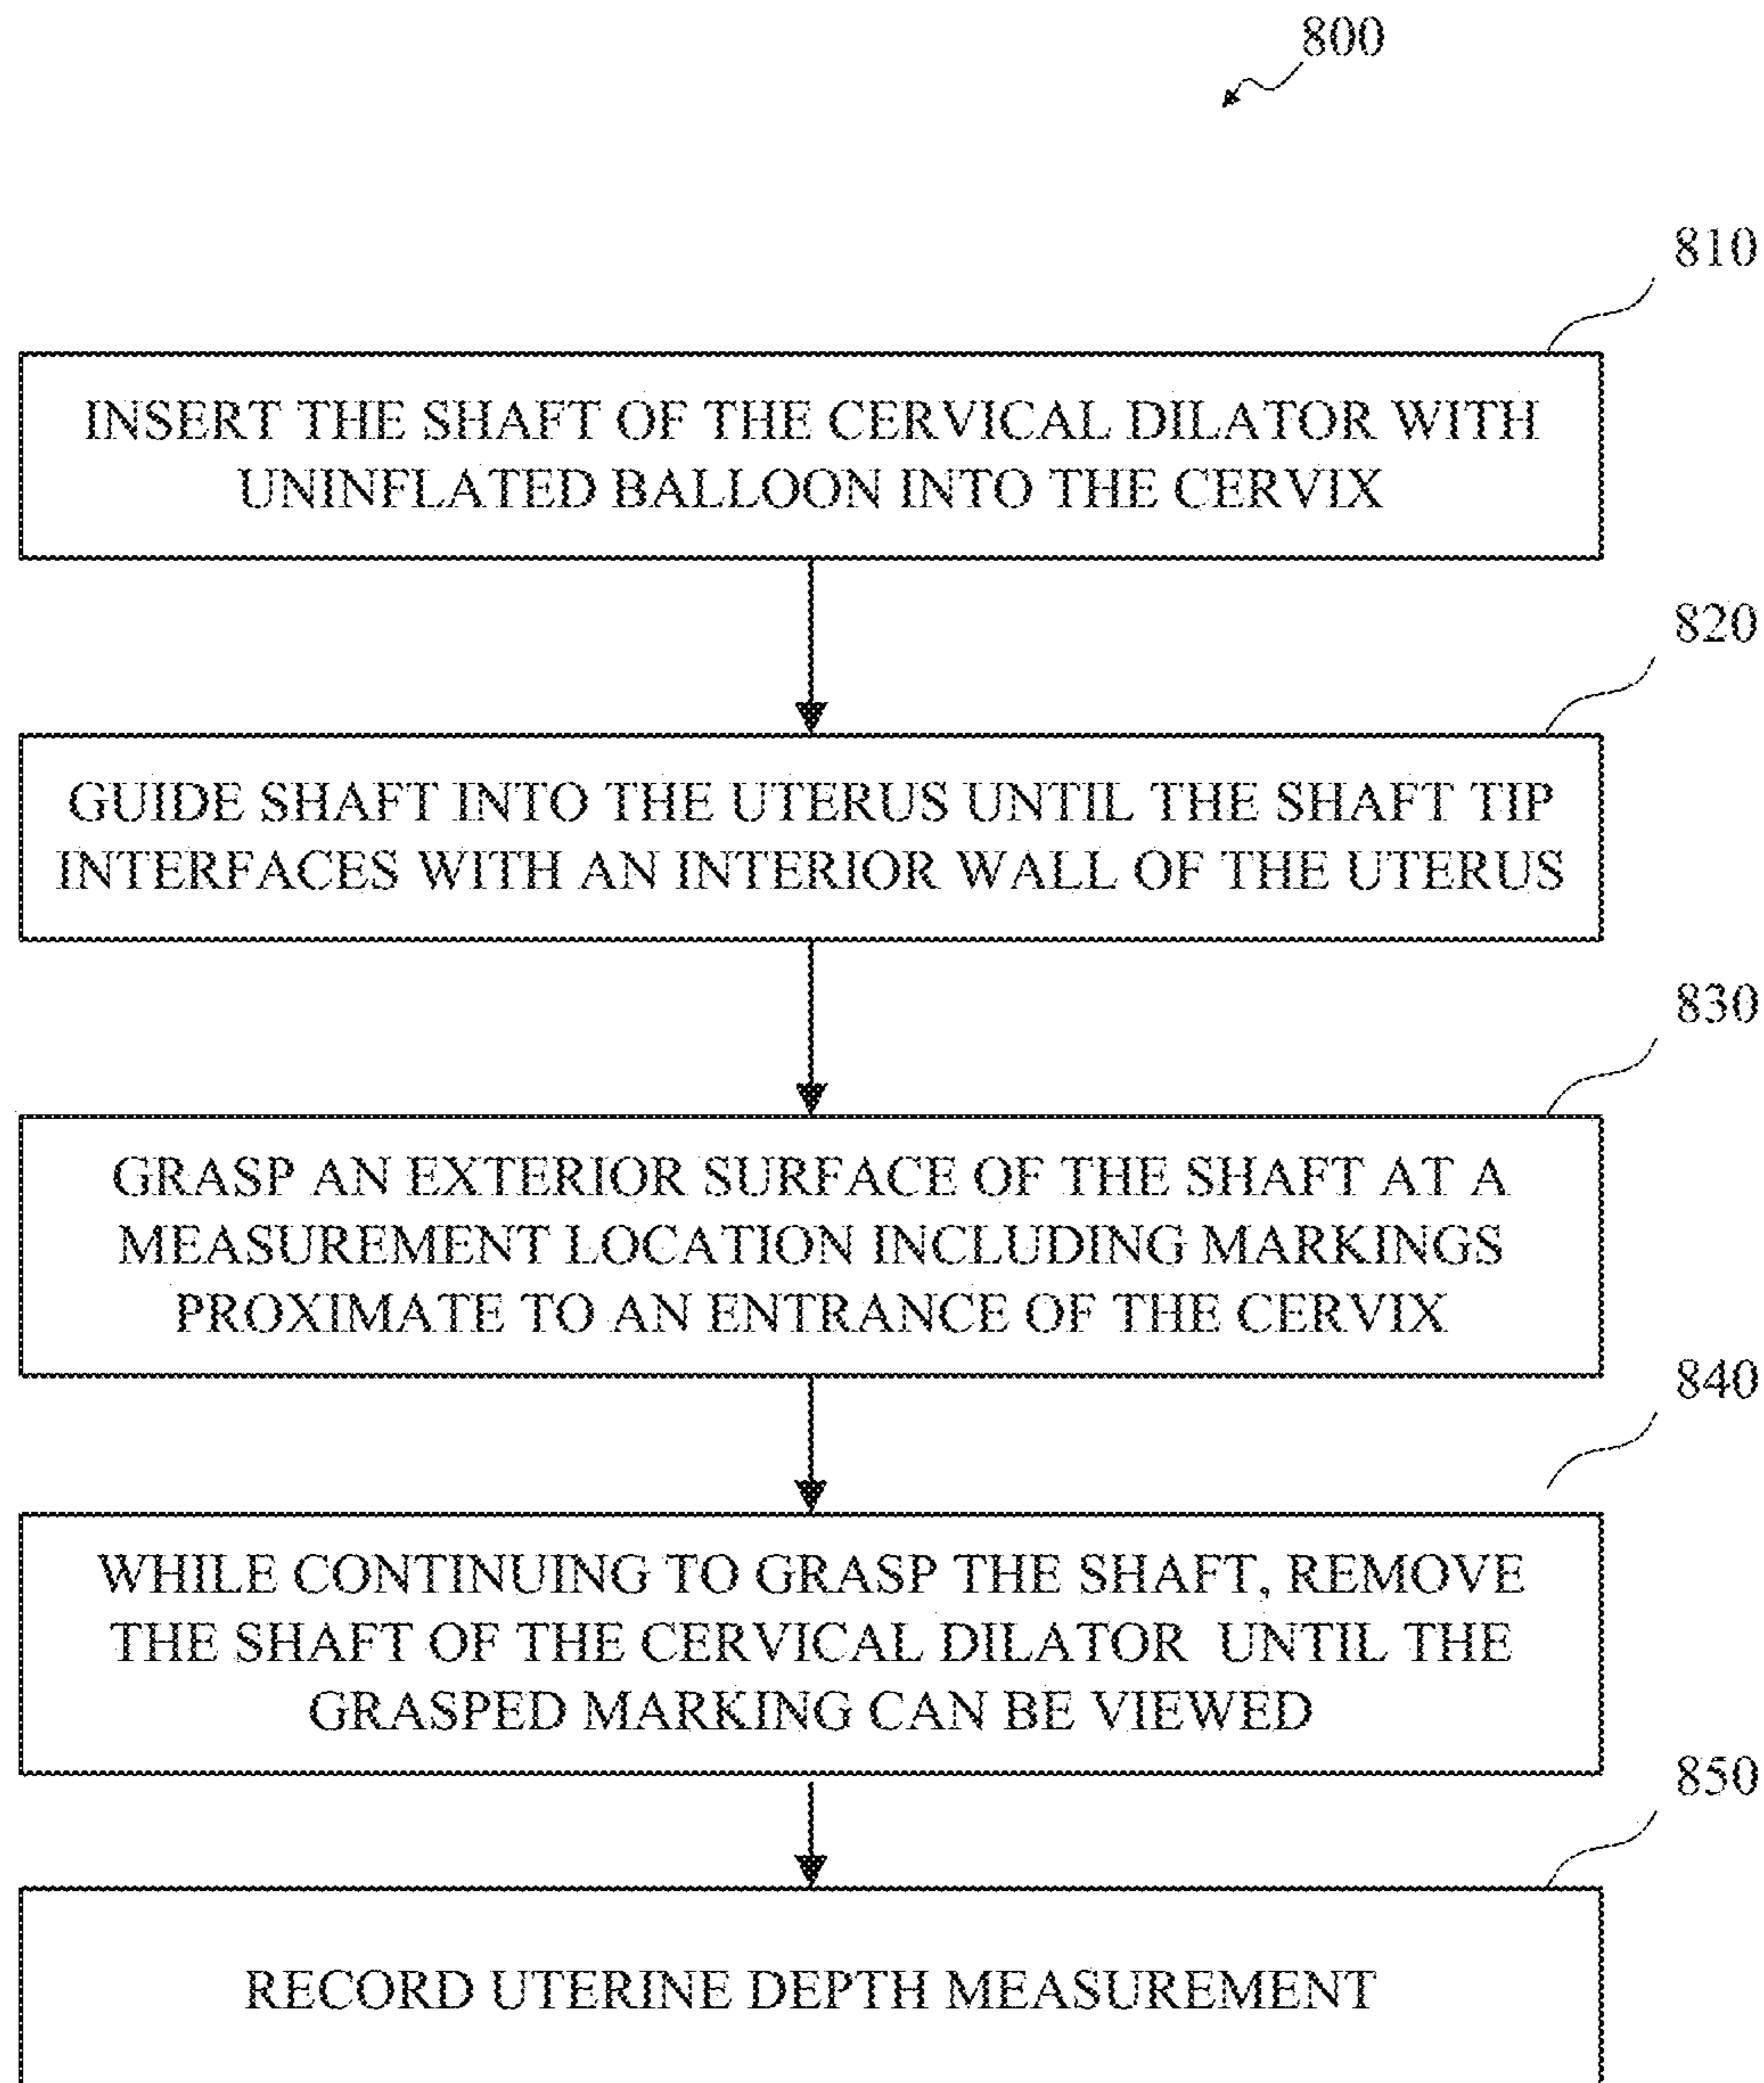 800
810
INSERT THE SHAFT OF THE CERVICAL DILATOR WITH
UNINFLATED BALLOON INTO THE CERVIX
820
GUIDE SHAFT INTO THE UTERUS UNTIL THE SHAFT TIP
INTERFACES WITH AN INTERIOR WALL OF THE UTERUS
830
GRASP AN EXTERIOR SURFACE OF THE SHAFT AT A
MEASUREMENT LOCATION INCLUDING MARKINGS
PROXIMATE TO AN ENTRANCE OF THE CERVIX
840
WHILE CONTINUING TO GRASP THE SHAFT, REMOVE
THE SHAFT OF THE CERVICAL DILATOR UNTIL THE
GRASPED MARKING CAN BE VIEWED
850
RECORD UTERINE DEPTH MEASUREMENT